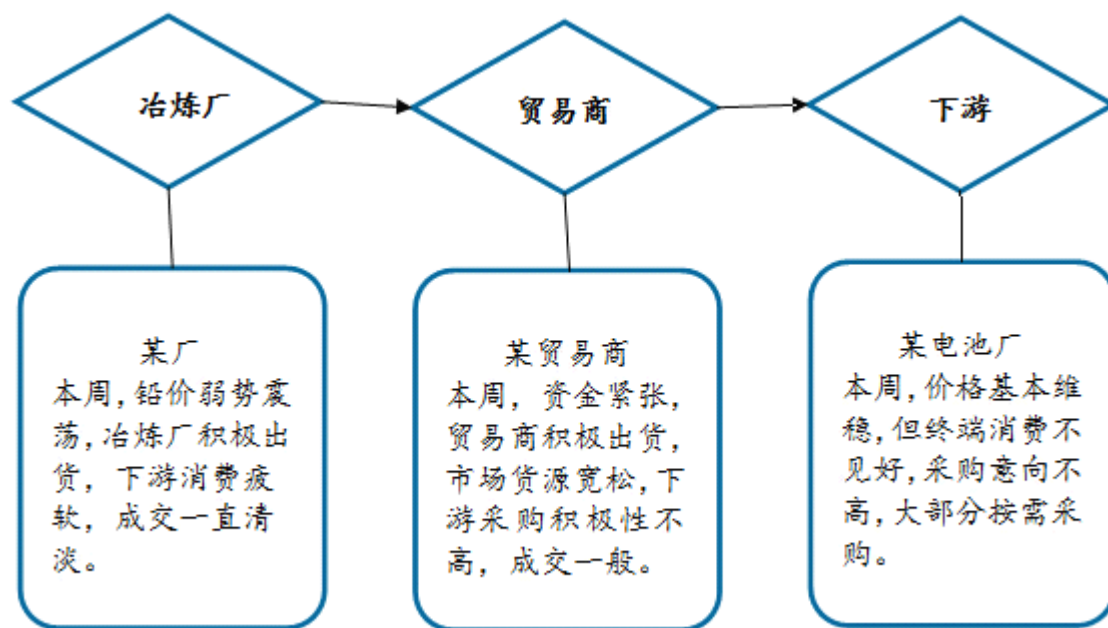 冶炼厂
贸易商
下游
某厂
本周,铅价弱势震
荡,冶炼厂积极出
货，下游消费疲
软，成交一直清
淡。
某贸易商
本周，资金紧张,
贸易商积极出货,
市场货源宽松,下
游采购积极性不
高，成交一般。
某电池厂
本周,价格基本维
稳,但终端消费不
见好,采购意向不
高,大部分按需采
购。